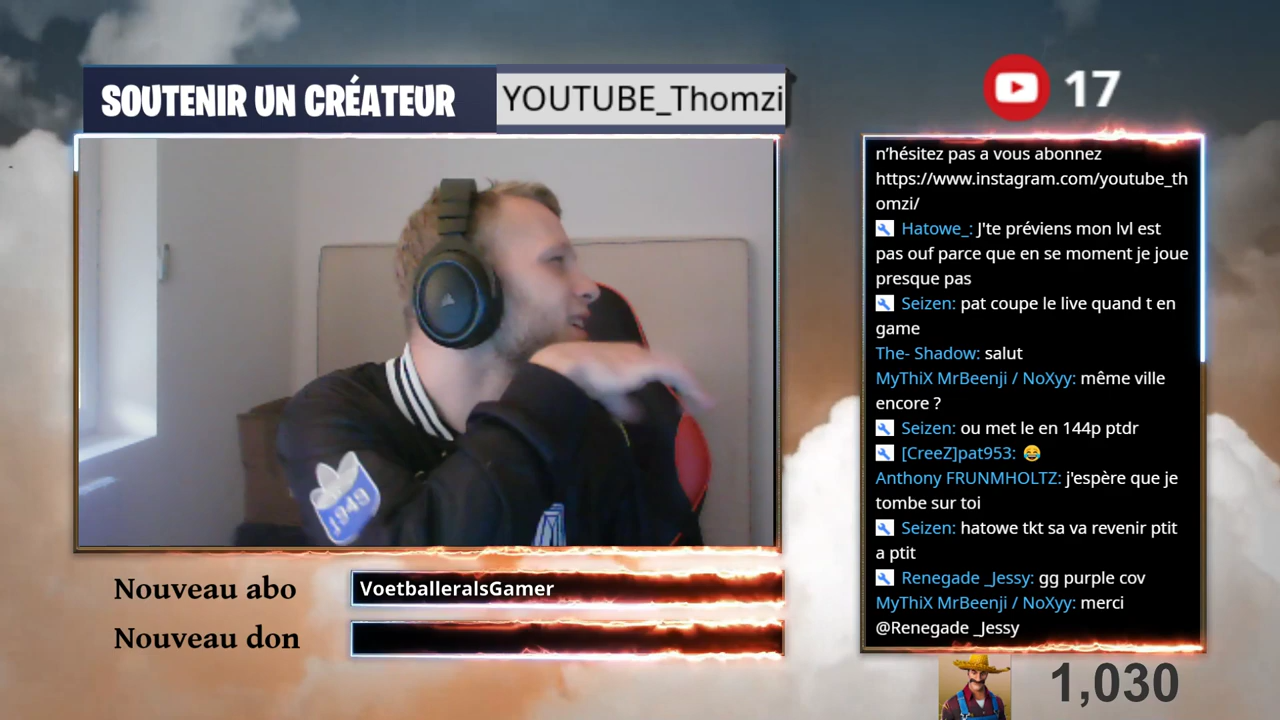 SOUTENIR UN CRÉATEUR
YOUTUBE_Thomzi
17
n'hésitez pas a vous abonnez
https://www.instagram.com/youtube_th
omzi/
Hatowe_: J'te préviens mon lvl est
pas ouf parce que en se moment je joue
presque pas
Seizen: pat coupe le live quand t en
game
The- Shadow: salut
MyThiX MrBeenji / NoXyy: même ville
encore ?
Seizen: ou met le en 144p ptdr
[CreeZ]pat953: 😂
Anthony FRUNMHOLTZ: j'espère que je
tombe sur toi
Seizen: hatowe tkt sa va revenir ptit
a ptit
Renegade _Jessy: gg purple cov
MyThiX MrBeenji / NoXyy: merci
@Renegade _Jessy
Nouveau abo
VoetballeralsGamer
Nouveau don
1,030